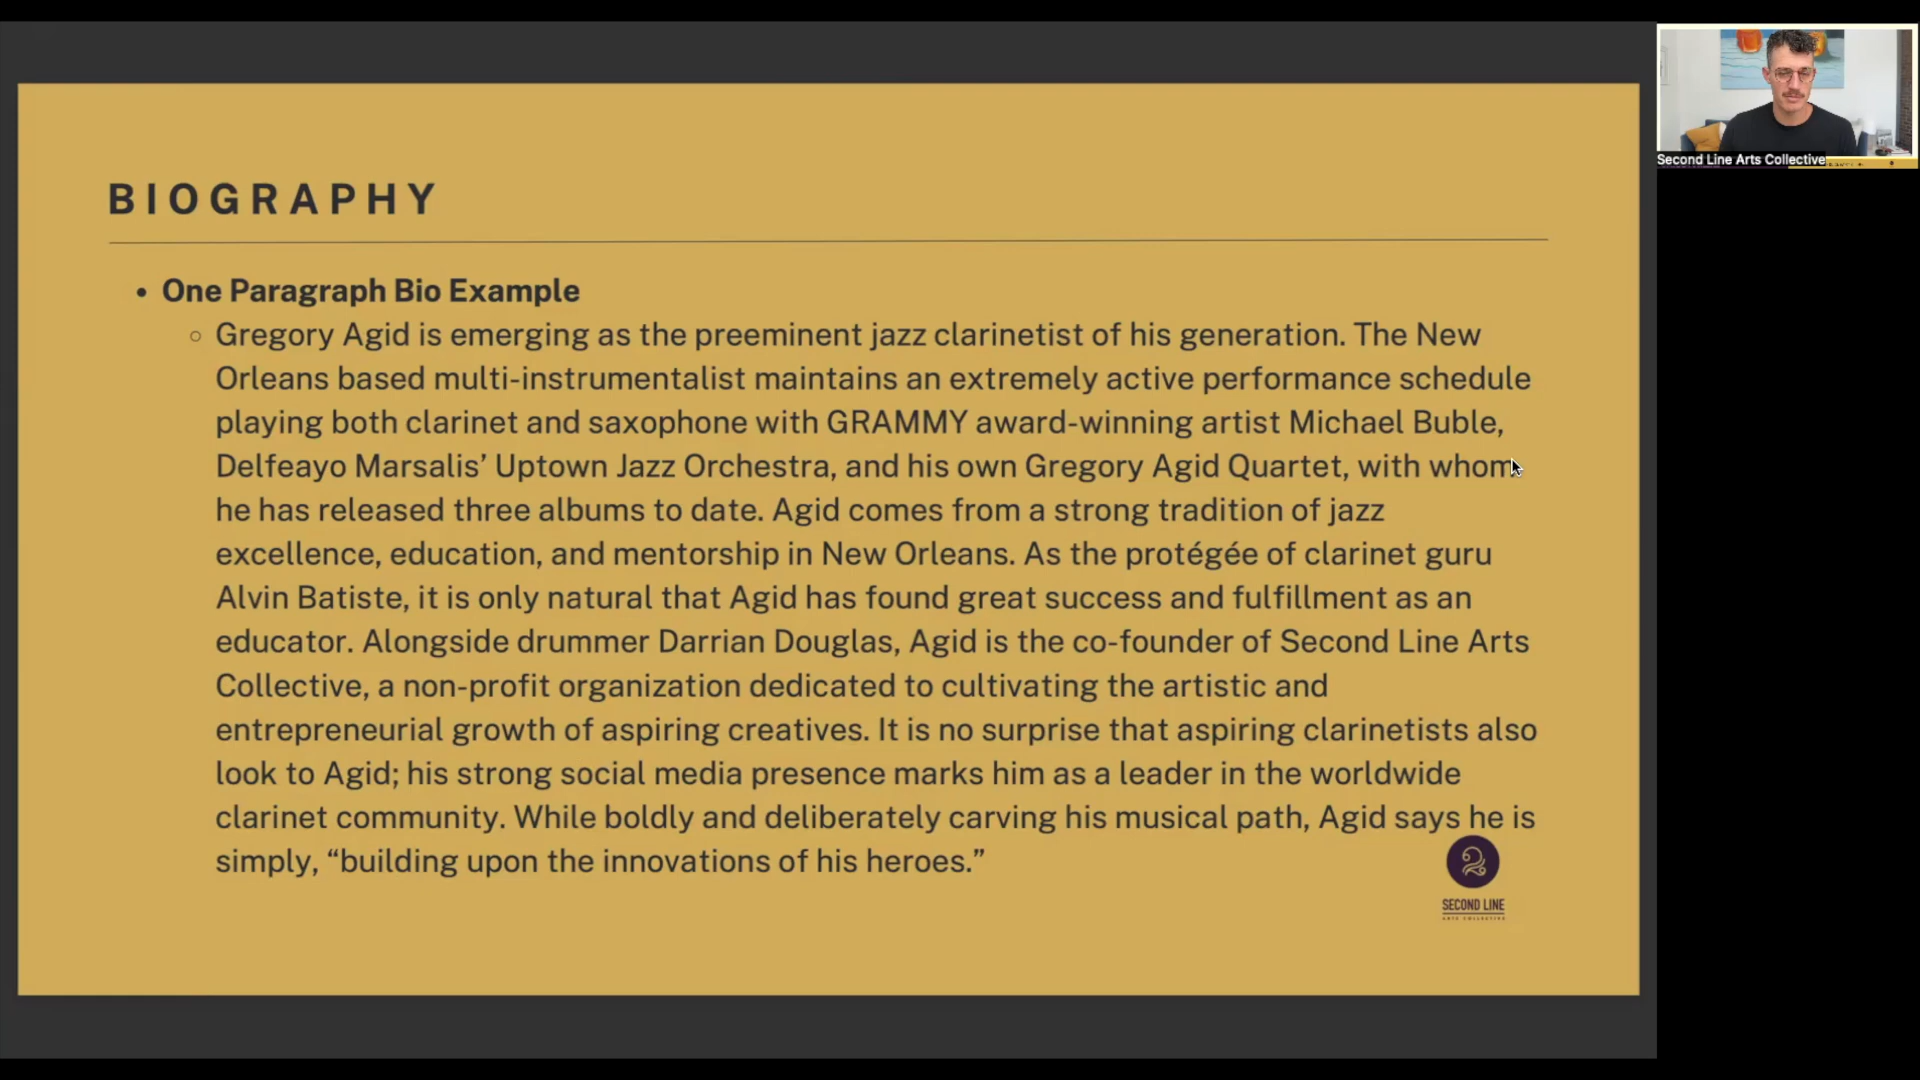 BIOGRAPHY
• One Paragraph Bio Example
○ Gregory Agid is emerging as the preeminent jazz clarinetist of his generation. The New
Orleans based multi-instrumentalist maintains an extremely active performance schedule
playing both clarinet and saxophone with GRAMMY award-winning artist Michael Buble,
Delfeayo Marsalis’ Uptown Jazz Orchestra, and his own Gregory Agid Quartet, with whom
he has released three albums to date. Agid comes from a strong tradition of jazz
excellence, education, and mentorship in New Orleans. As the protégée of clarinet guru
Alvin Batiste, it is only natural that Agid has found great success and fulfillment as an
educator. Alongside drummer Darrian Douglas, Agid is the co-founder of Second Line Arts
Collective, a non-profit organization dedicated to cultivating the artistic and
entrepreneurial growth of aspiring creatives. It is no surprise that aspiring clarinetists also
look to Agid; his strong social media presence marks him as a leader in the worldwide
clarinet community. While boldly and deliberately carving his musical path, Agid says he is
simply, “building upon the innovations of his heroes.”
SECOND LINE
ARTS COLLECTIVE
Second Line Arts Collective